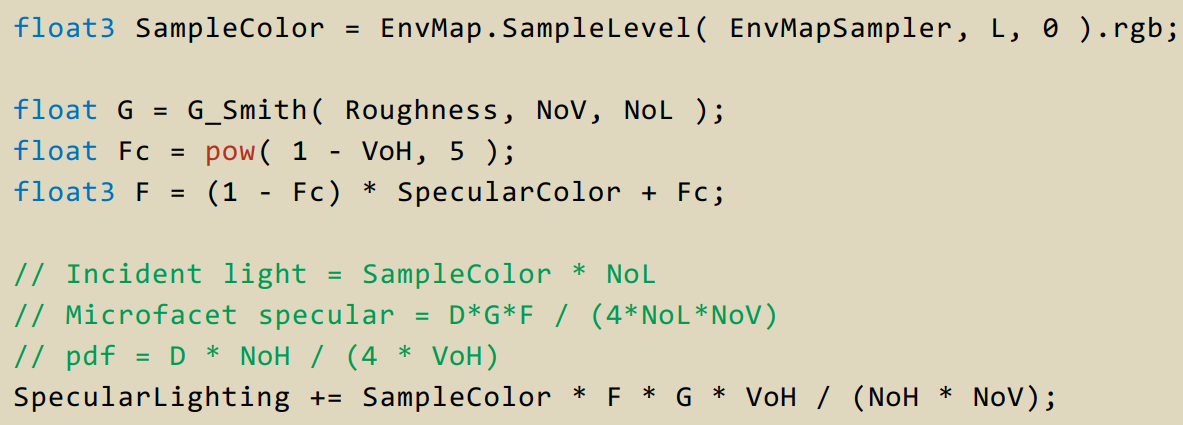 float3 SampleColor = EnvMap.SampleLevel( EnvMapSampler, L, 0 ).rgb;
float G = G_Smith( Roughness, NoV, NoL );
float Fc = pow( 1 - VoH, 5 );
float3 F = (1 - Fc) * SpecularColor + Fc;
// Incident light = SampleColor * NoL
// Microfacet specular = D*G*F / (4*NoL*NoV)
// pdf = D * NoH / (4 * VoH)
SpecularLighting += SampleColor * F * G * VoH / (NoH * NoV);